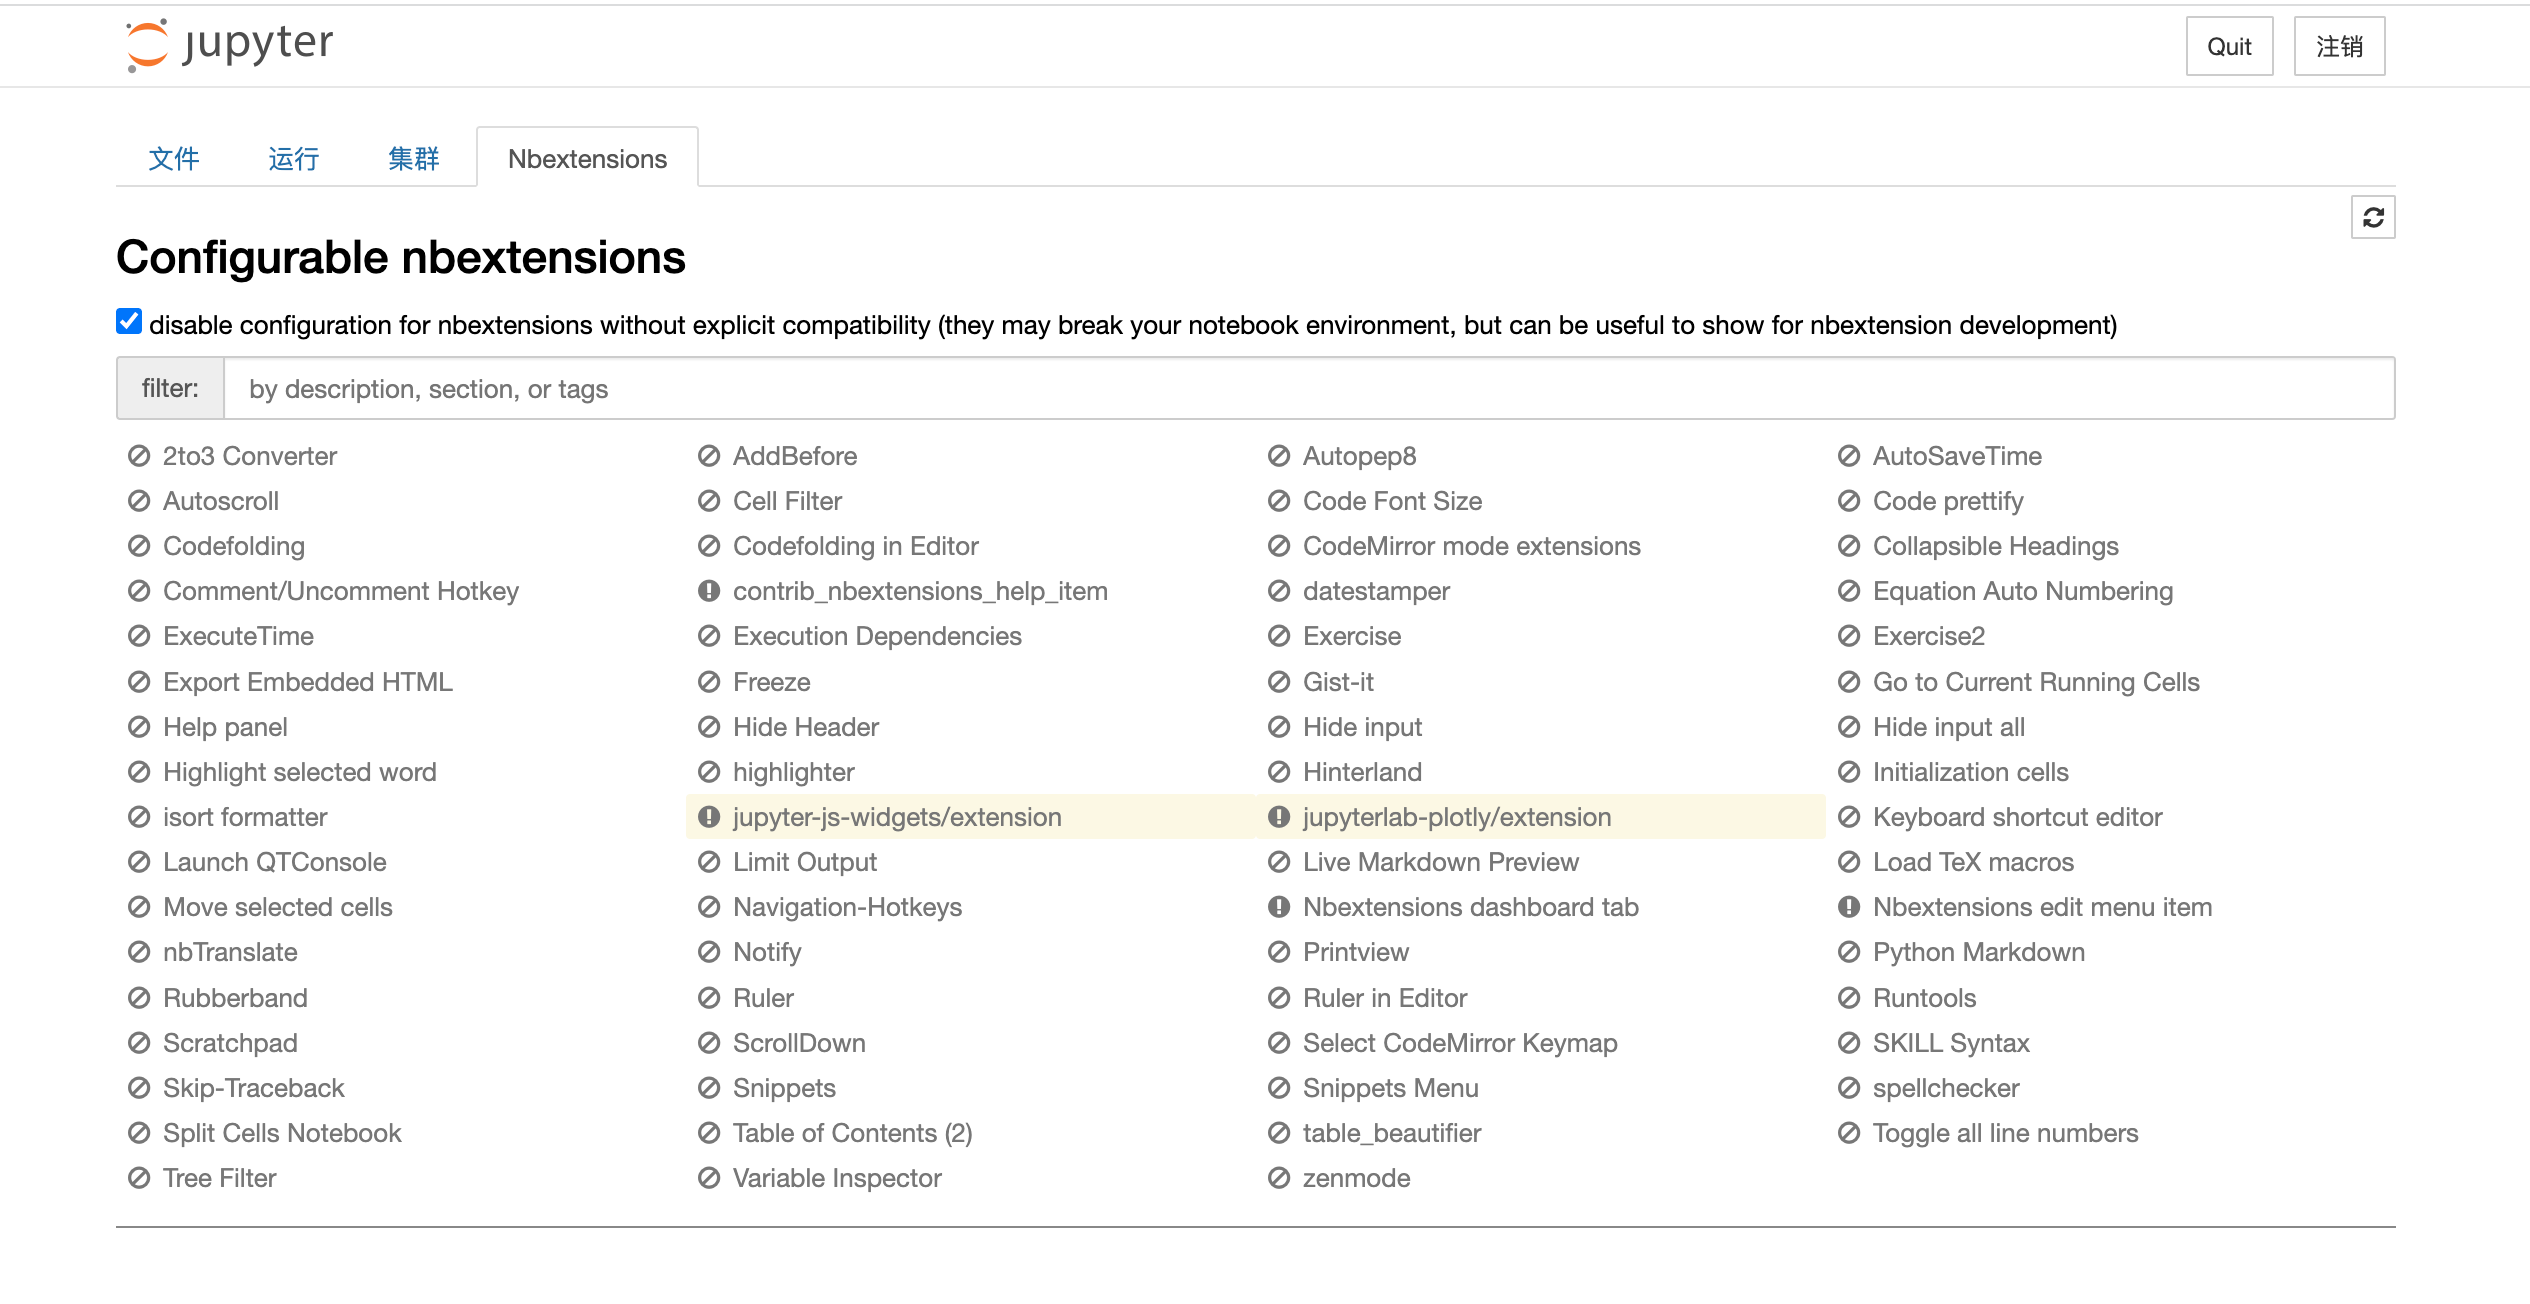 jupyter
Quit 注销
文件 运行 集群 Nbextensions
Configurable nbextensions
disable configuration for nbextensions without explicit compatibility (they may break your notebook environment, but can be useful to show for nbextension development)
filter: by description, section, or tags
2to3 Converter AddBefore Autopep8 AutoSaveTime
Autoscroll Cell Filter Code Font Size Code prettify
Codefolding Codefolding in Editor CodeMirror mode extensions Collapsible Headings
Comment/Uncomment Hotkey contrib_nbextensions_help_item datestamper Equation Auto Numbering
ExecuteTime Execution Dependencies Exercise Exercise2
Export Embedded HTML Freeze Gist-it Go to Current Running Cells
Help panel Hide Header Hide input Hide input all
Highlight selected word highlighter Hinterland Initialization cells
isort formatter jupyter-js-widgets/extension jupyterlab-plotly/extension Keyboard shortcut editor
Launch QTConsole Limit Output Live Markdown Preview Load TeX macros
Move selected cells Navigation-Hotkeys Nbextensions dashboard tab Nbextensions edit menu item
nbTranslate Notify Printview Python Markdown
Rubberband Ruler Ruler in Editor Runtools
Scratchpad ScrollDown Select CodeMirror Keymap SKILL Syntax
Skip-Traceback Snippets Snippets Menu spellchecker
Split Cells Notebook Table of Contents (2) table_beautifier Toggle all line numbers
Tree Filter Variable Inspector zenmode